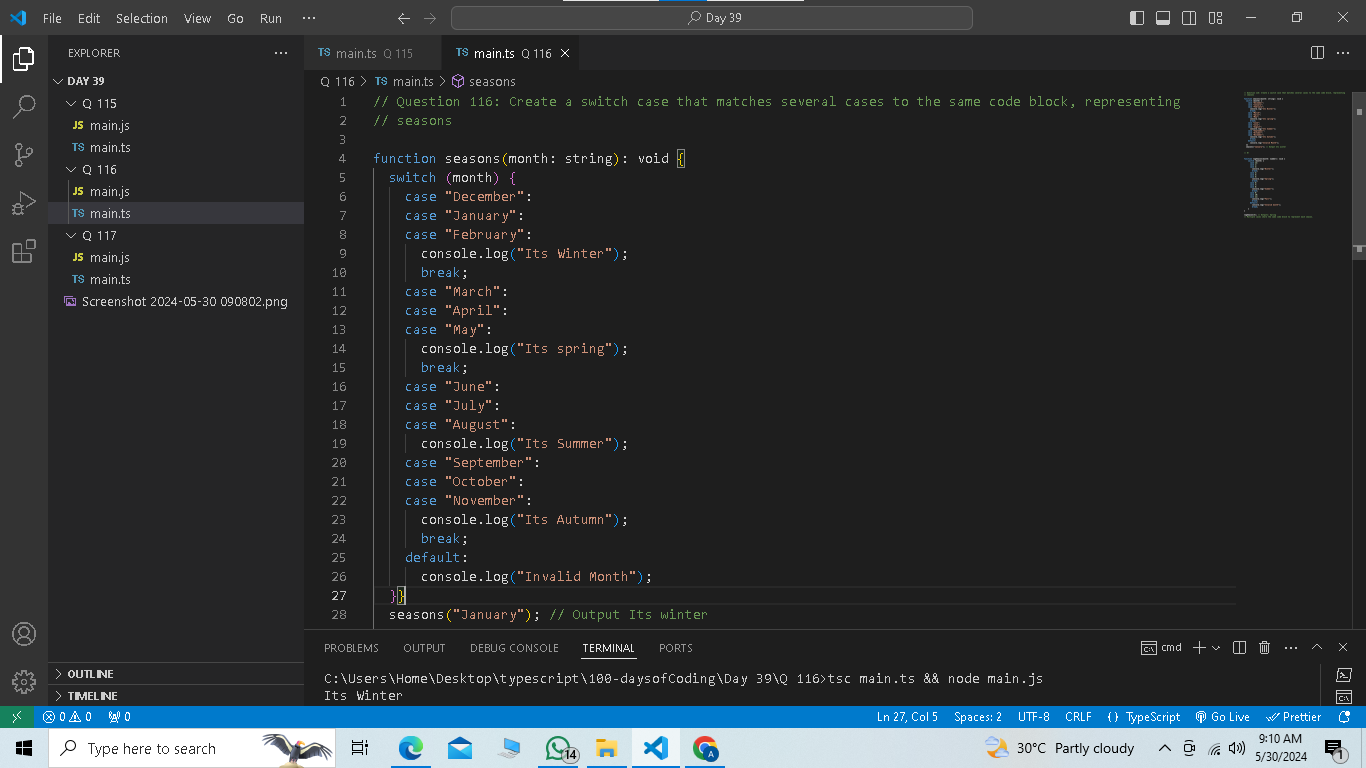 File Edit Selection View Go Run ··· Day 39
EXPLORER ···
DAY 39
Q 115
JS main.js
TS main.ts
Q 116
JS main.js
TS main.ts
Q 117
JS main.js
TS main.ts
Screenshot 2024-05-30 090802.png
OUTLINE
TIMELINE
TS main.ts Q 115 TS main.ts Q 116
Q 116 > TS main.ts > seasons
1 // Question 116: Create a switch case that matches several cases to the same code block, representing
2 // seasons
3
4 function seasons(month: string): void {
5 switch (month) {
6 case "December":
7 case "January":
8 case "February":
9 console.log("Its Winter");
10 break;
11 case "March":
12 case "April":
13 case "May":
14 console.log("Its spring");
15 break;
16 case "June":
17 case "July":
18 case "August":
19 console.log("Its Summer");
20 case "September":
21 case "October":
22 case "November":
23 console.log("Its Autumn");
24 break;
25 default:
26 console.log("Invalid Month");
27 }}
28 seasons("January"); // Output Its winter
PROBLEMS OUTPUT DEBUG CONSOLE TERMINAL PORTS cmd
C:\Users\Home\Desktop\typescript\100-daysofCoding\Day 39\Q 116>tsc main.ts && node main.js
Its Winter
0 0 0 Ln 27, Col 5 Spaces: 2 UTF-8 CRLF {} TypeScript Go Live Prettier
Type here to search 14 A 30°C Partly cloudy 9:10 AM
5/30/2024 1